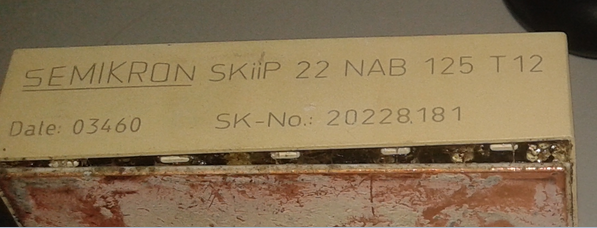 SEMIKRON SKiiP 22 NAB 125 T12
Date: 03460 SK-No.: 20228181